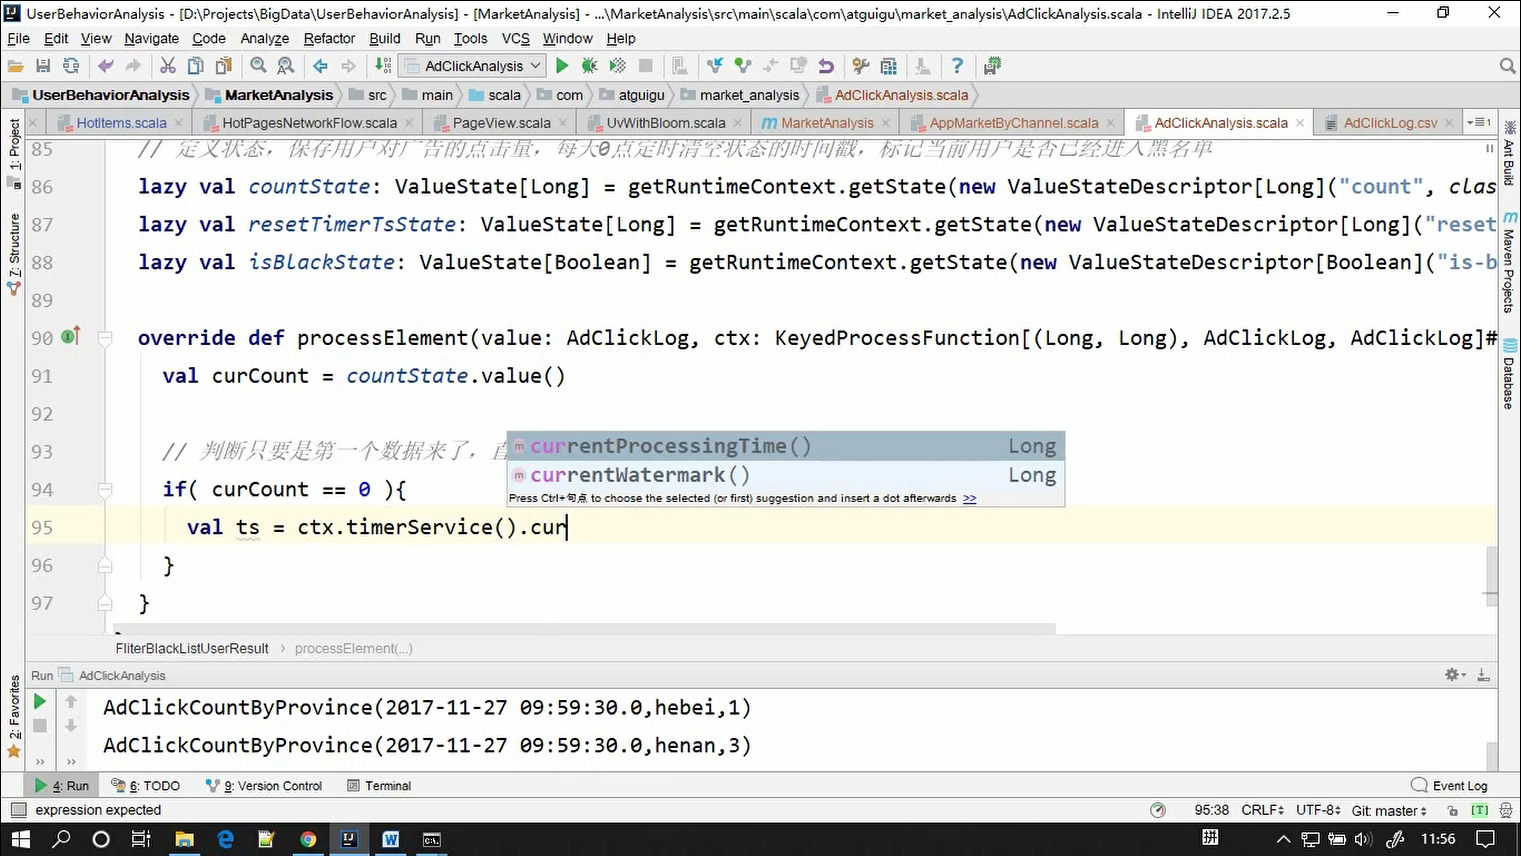 UserBehaviorAnalysis - [D:\Projects\BigData\UserBehaviorAnalysis] - [MarketAnalysis] - ...\MarketAnalysis\src\main\scala\com\atguigu\market_analysis\AdClickAnalysis.scala - IntelliJ IDEA 2017.2.5
File Edit View Navigate Code Analyze Refactor Build Run Tools VCS Window Help
AdClickAnalysis
UserBehaviorAnalysis MarketAnalysis src main scala com atguigu market_analysis AdClickAnalysis.scala
HotItems.scala HotPagesNetworkFlow.scala PageView.scala UvWithBloom.scala MarketAnalysis AppMarketByChannel.scala AdClickAnalysis.scala AdClickLog.csv
1: Project
7: Structure
2: Favorites
Ant Build
Maven Projects
Database
85 // 定义状态，保存用户对广告的点击量，每天0点定时清空状态的时间戳，标记当前用户是否已经进入黑名单
86 lazy val countState: ValueState[Long] = getRuntimeContext.getState(new ValueStateDescriptor[Long]("count", clas
87 lazy val resetTimerTsState: ValueState[Long] = getRuntimeContext.getState(new ValueStateDescriptor[Long]("reset
88 lazy val isBlackState: ValueState[Boolean] = getRuntimeContext.getState(new ValueStateDescriptor[Boolean]("is-b
89
90 override def processElement(value: AdClickLog, ctx: KeyedProcessFunction[(Long, Long), AdClickLog, AdClickLog]#
91 val curCount = countState.value()
92
93 // 判断只要是第一个数据来了，直
currentProcessingTime() Long
currentWatermark() Long
Press Ctrl+句点 to choose the selected (or first) suggestion and insert a dot afterwards >>
94 if( curCount == 0 ){
95 val ts = ctx.timerService().cur
96 }
97 }
FliterBlackListUserResult › processElement(...)
Run AdClickAnalysis
AdClickCountByProvince(2017-11-27 09:59:30.0,hebei,1)
AdClickCountByProvince(2017-11-27 09:59:30.0,henan,3)
4: Run 6: TODO 9: Version Control Terminal Event Log
expression expected 95:38 CRLF UTF-8 Git: master [T]
拼 11:56